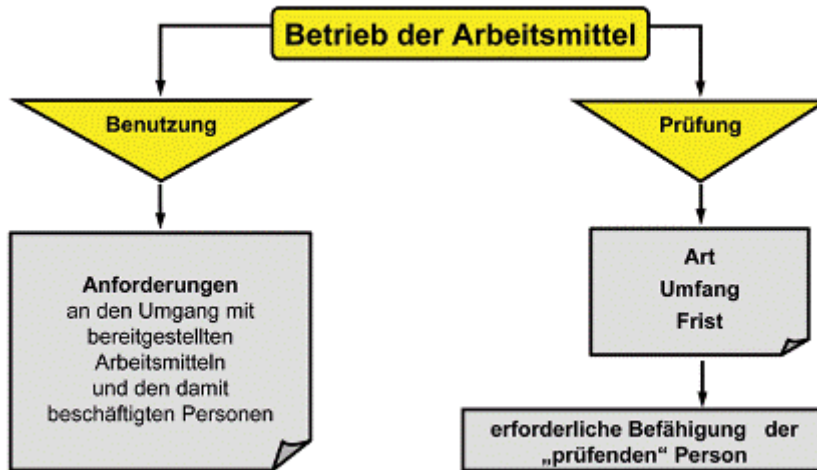 Betrieb der Arbeitsmittel
Benutzung
Prüfung
Anforderungen
an den Umgang mit
bereitgestellten
Arbeitsmitteln
und den damit
beschäftigten Personen
Art
Umfang
Frist
erforderliche Befähigung der
„prüfenden“ Person